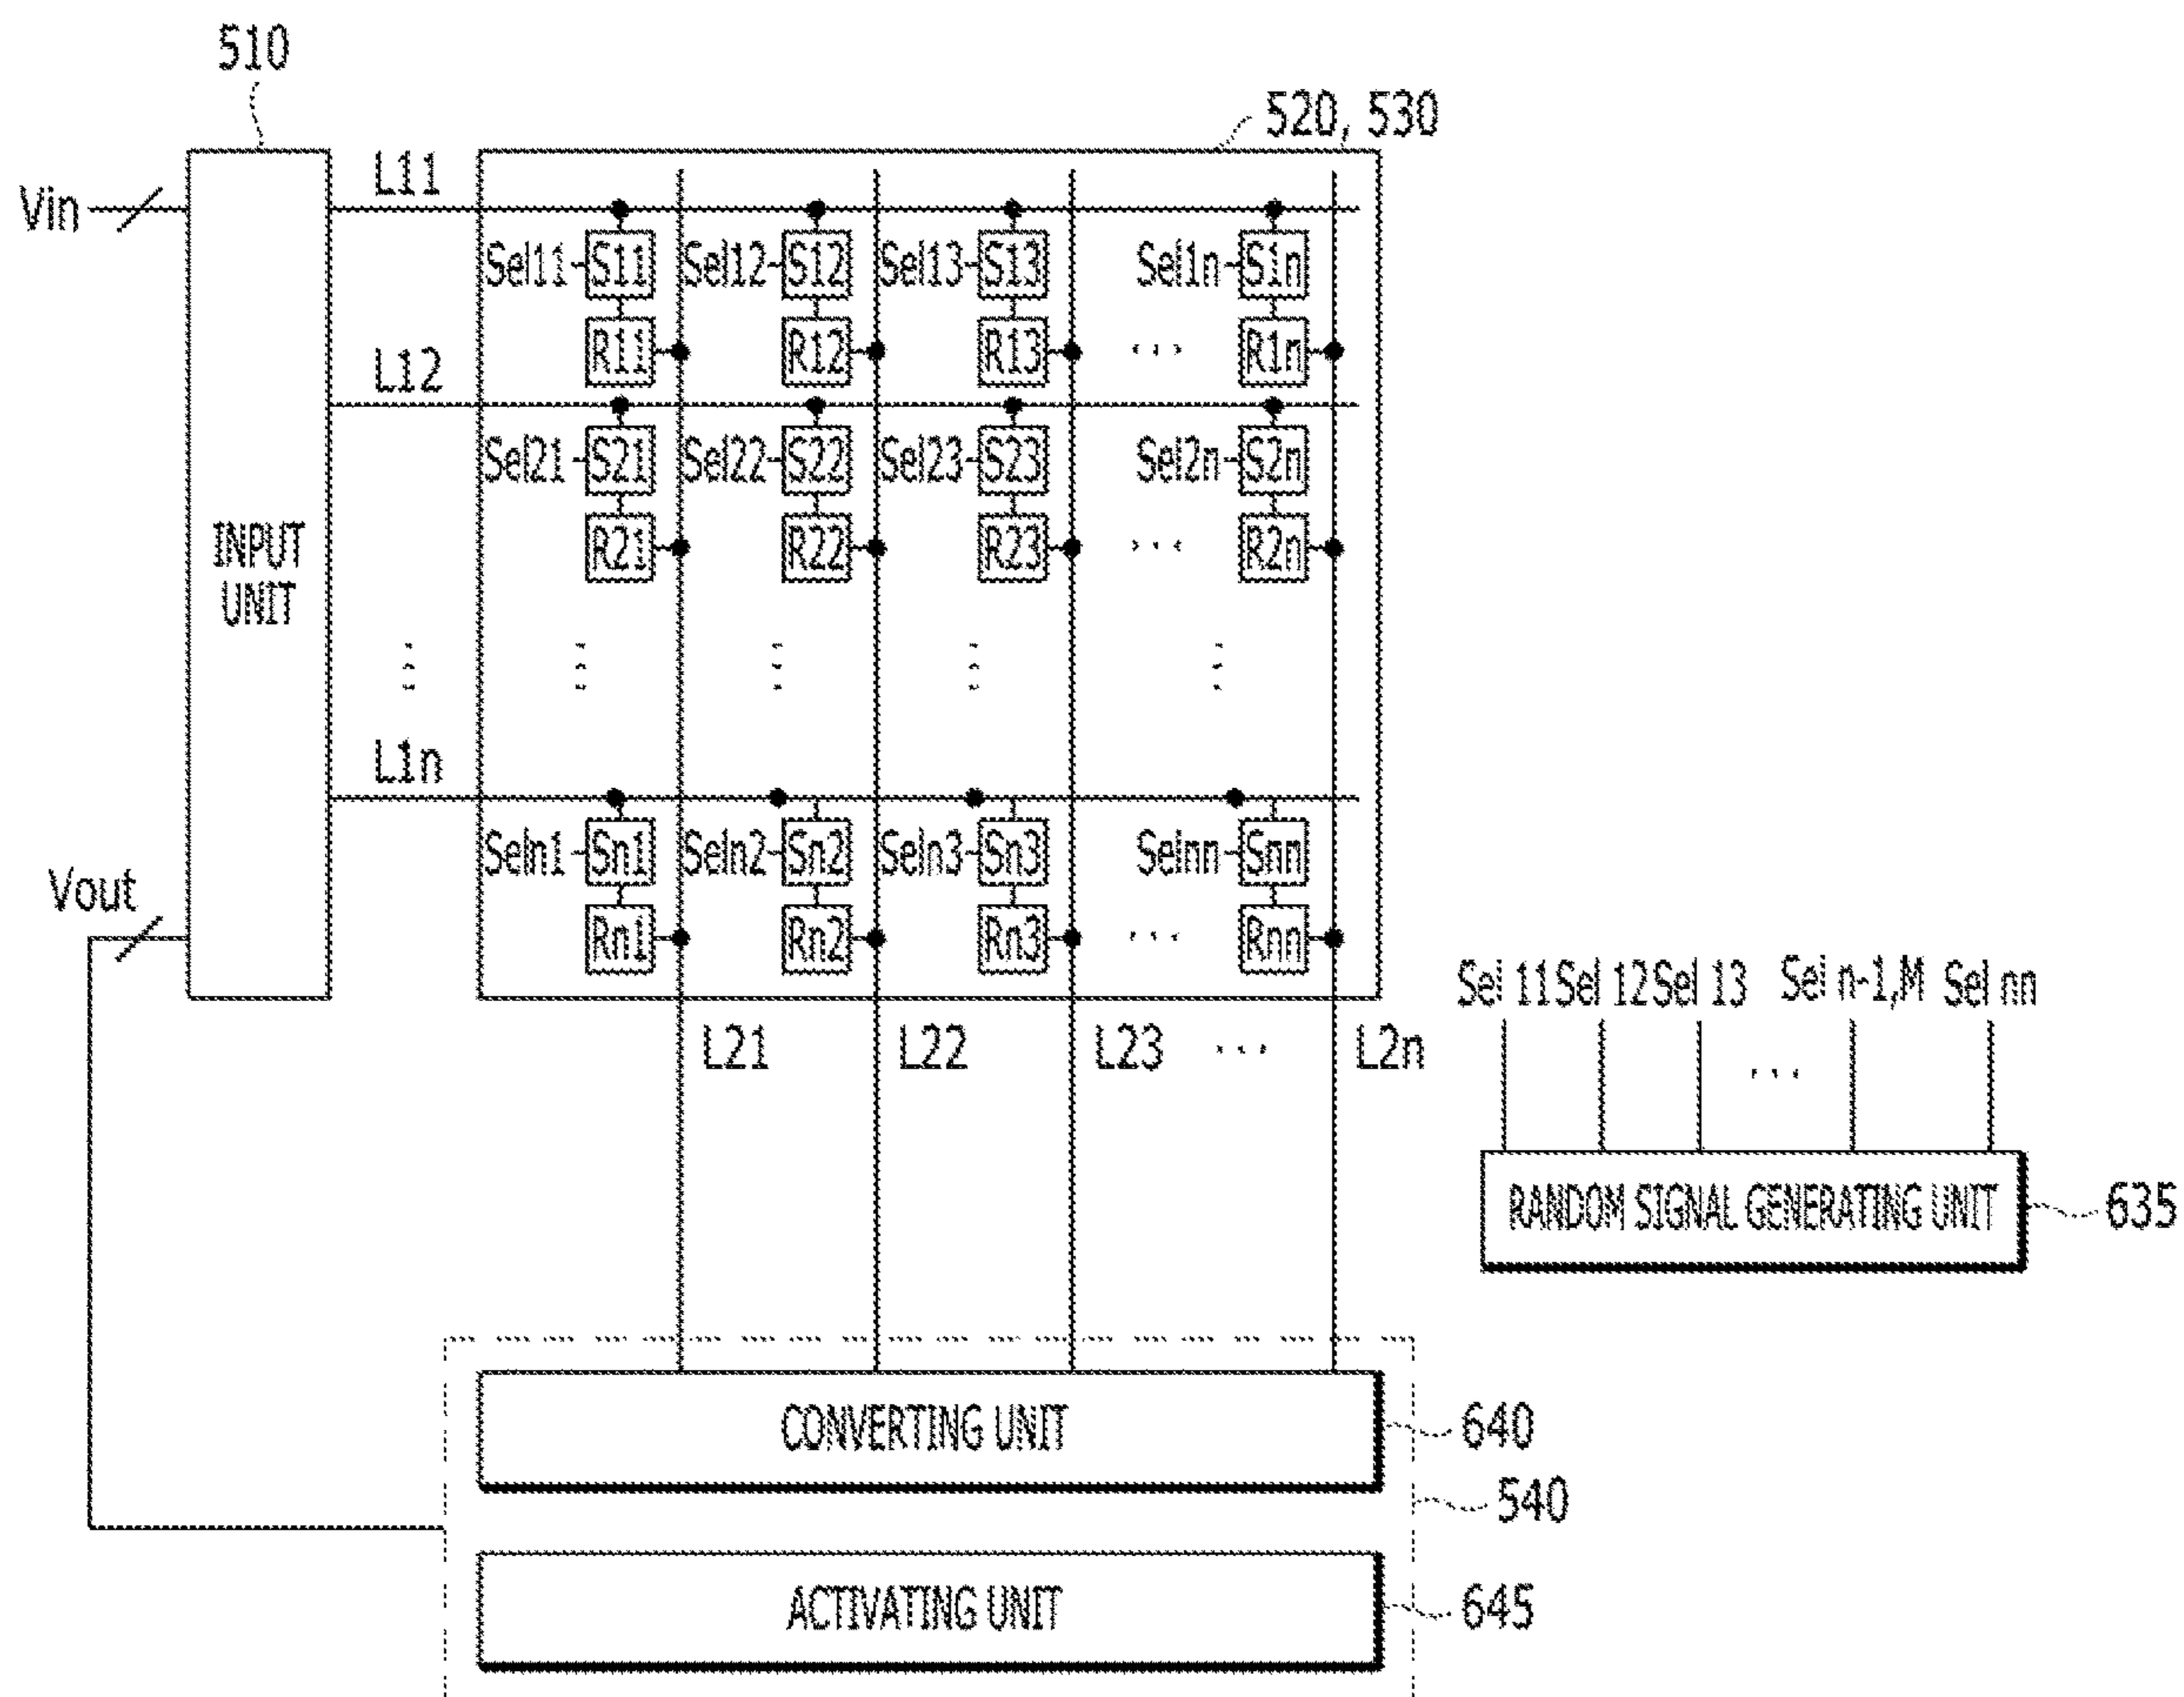 510
520, 530
Vin
L11
Sel11 S11 Sel12 S12 Sel13 S13 Sel1n S1n
R11 R12 R13 ... R1n
L12
Sel21 S21 Sel22 S22 Sel23 S23 Sel2n S2n
R21 R22 R23 ... R2n
INPUT
UNIT
L1n
Seln1 Sn1 Seln2 Sn2 Seln3 Sn3 Selnn Snn
Rn1 Rn2 Rn3 ... Rnn
Vout
L21 L22 L23 ... L2n
Sel 11 Sel 12 Sel 13 ... Sel n-1,M Sel nn
RANDOM SIGNAL GENERATING UNIT
635
CONVERTING UNIT
640
540
ACTIVATING UNIT
645